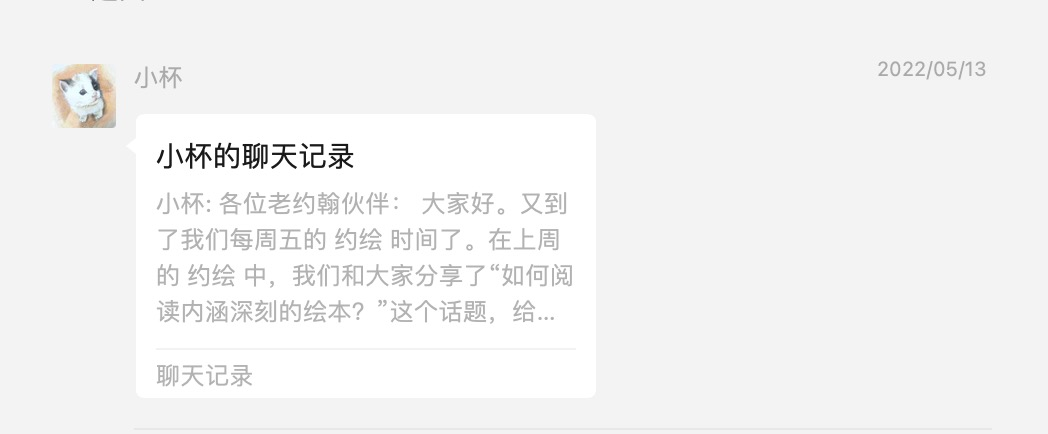 小杯
2022/05/13
小杯的聊天记录
小杯: 各位老约翰伙伴： 大家好。又到
了我们每周五的 约绘 时间了。在上周
的 约绘 中，我们和大家分享了“如何阅
读内涵深刻的绘本？”这个话题，给...
聊天记录